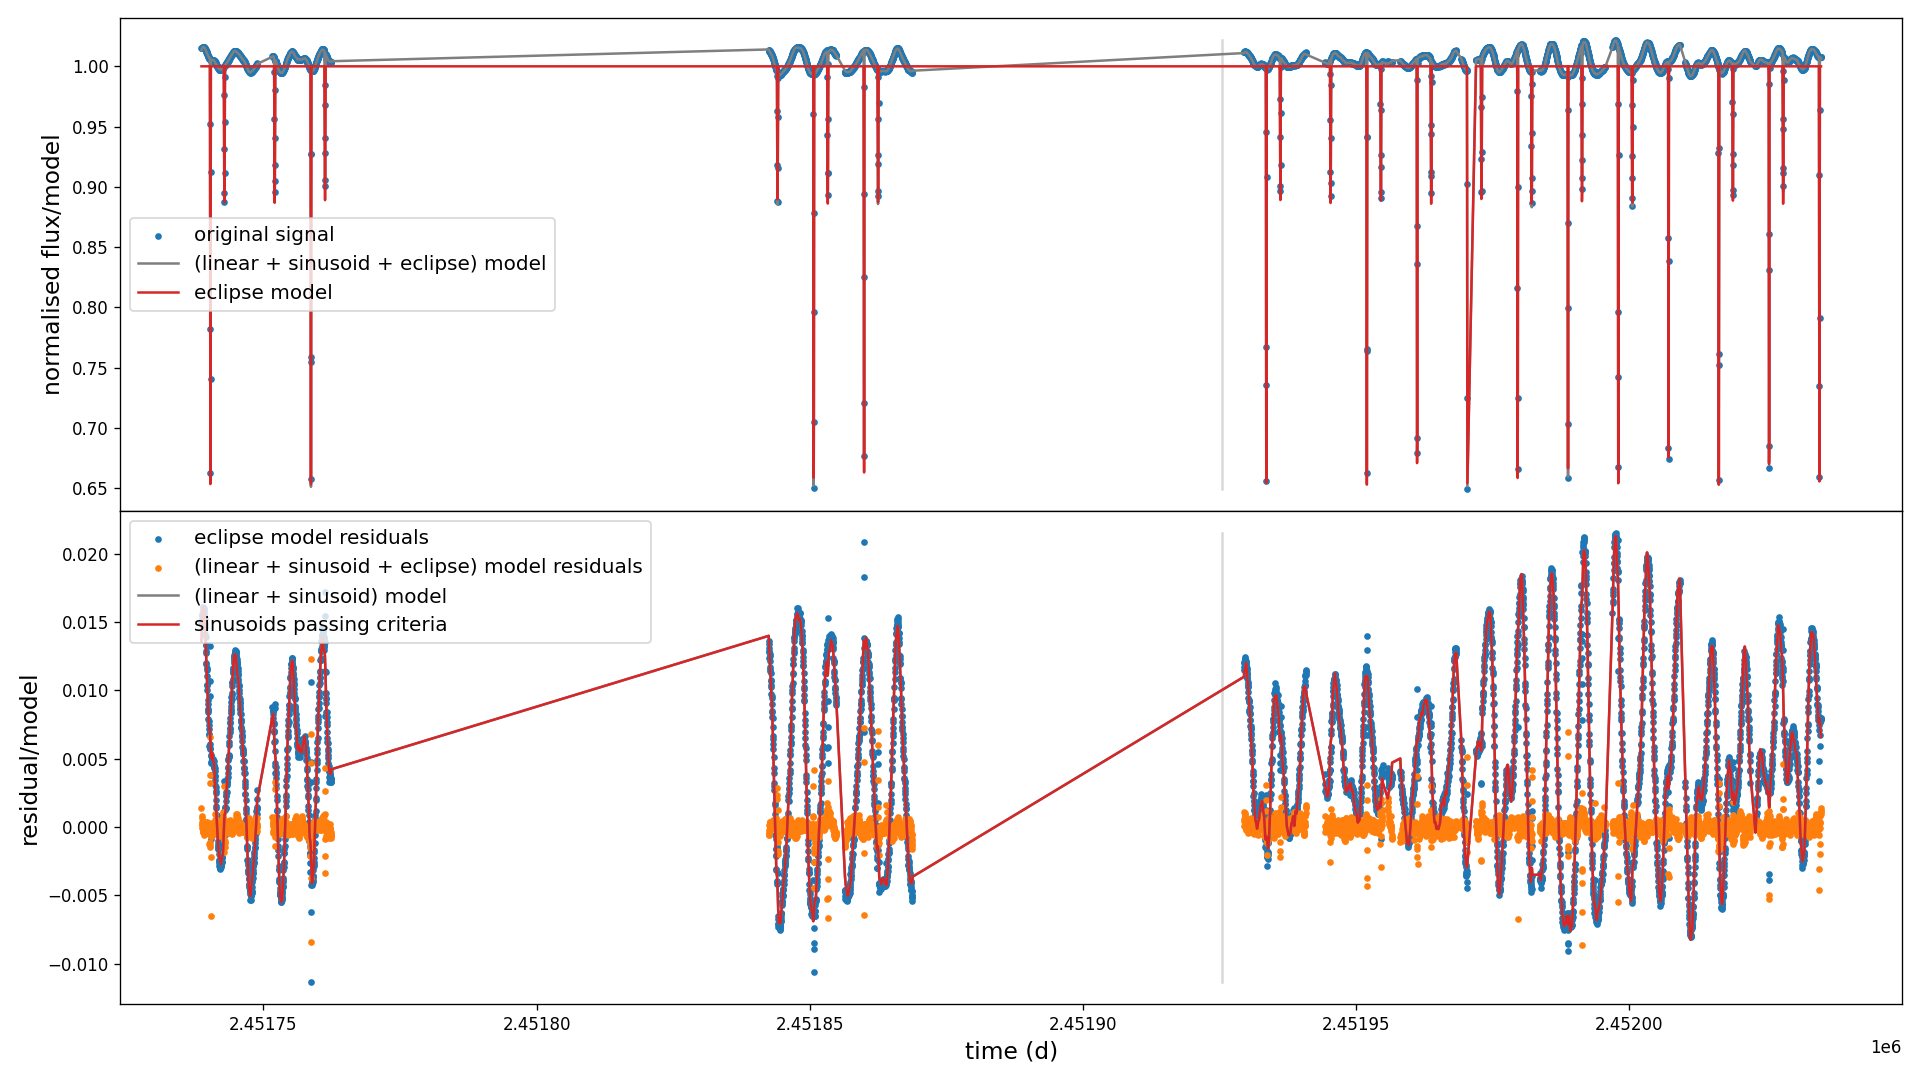 normalised flux/model
1.00
0.95
0.90
0.85
0.80
0.75
0.70
0.65
original signal
(linear + sinusoid + eclipse) model
eclipse model
residual/model
0.020
0.015
0.010
0.005
0.000
−0.005
−0.010
eclipse model residuals
(linear + sinusoid + eclipse) model residuals
(linear + sinusoid) model
sinusoids passing criteria
2.45175
2.45180
2.45185
2.45190
2.45195
2.45200
1e6
time (d)